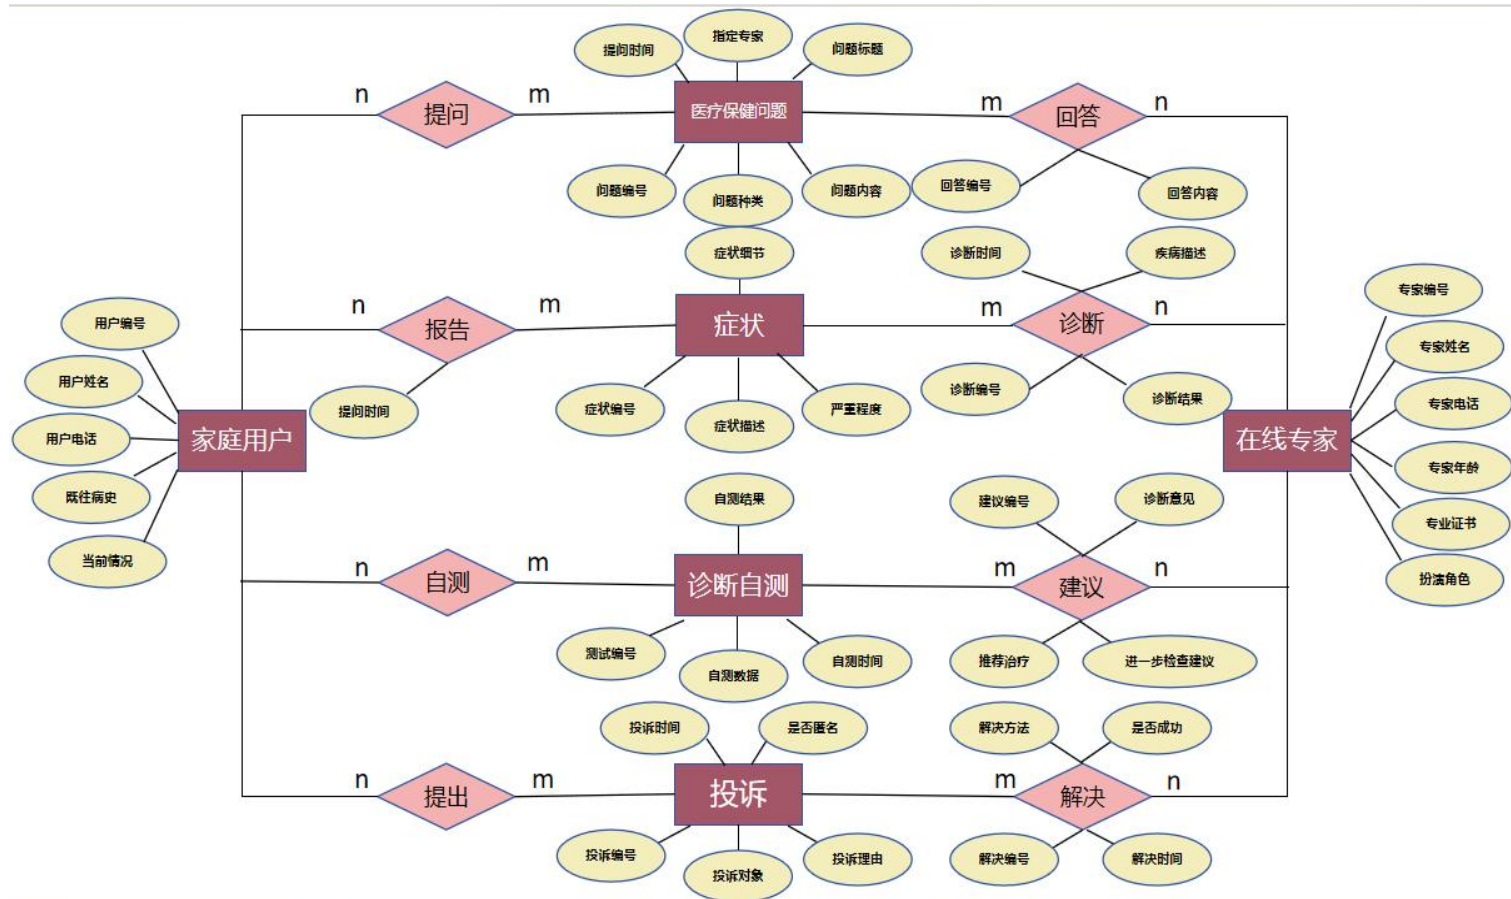 提问时间
指定专家
问题标题
n
提问
m
医疗保健问题
m
回答
n
问题编号
问题种类
问题内容
回答编号
回答内容
症状细节
诊断时间
疾病描述
n
报告
m
症状
m
诊断
n
提问时间
症状编号
症状描述
严重程度
诊断编号
诊断结果
用户编号
用户姓名
用户电话
既往病史
当前情况
家庭用户
在线专家
专家编号
专家姓名
专家电话
专家年龄
专业证书
扮演角色
自测结果
建议编号
诊断意见
n
自测
m
诊断自测
m
建议
n
测试编号
自测数据
自测时间
推荐治疗
进一步检查建议
投诉时间
是否匿名
解决方法
是否成功
n
提出
m
投诉
m
解决
n
投诉编号
投诉对象
投诉理由
解决编号
解决时间